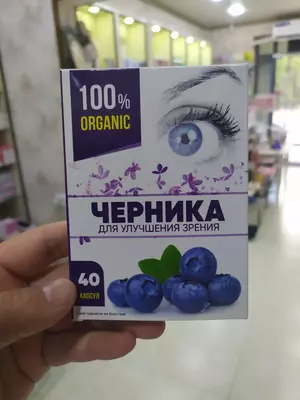 100%
ORGANIC
ЧЕРНИКА
ДЛЯ УЛУЧШЕНИЯ ЗРЕНИЯ
40
КАПСУЛ